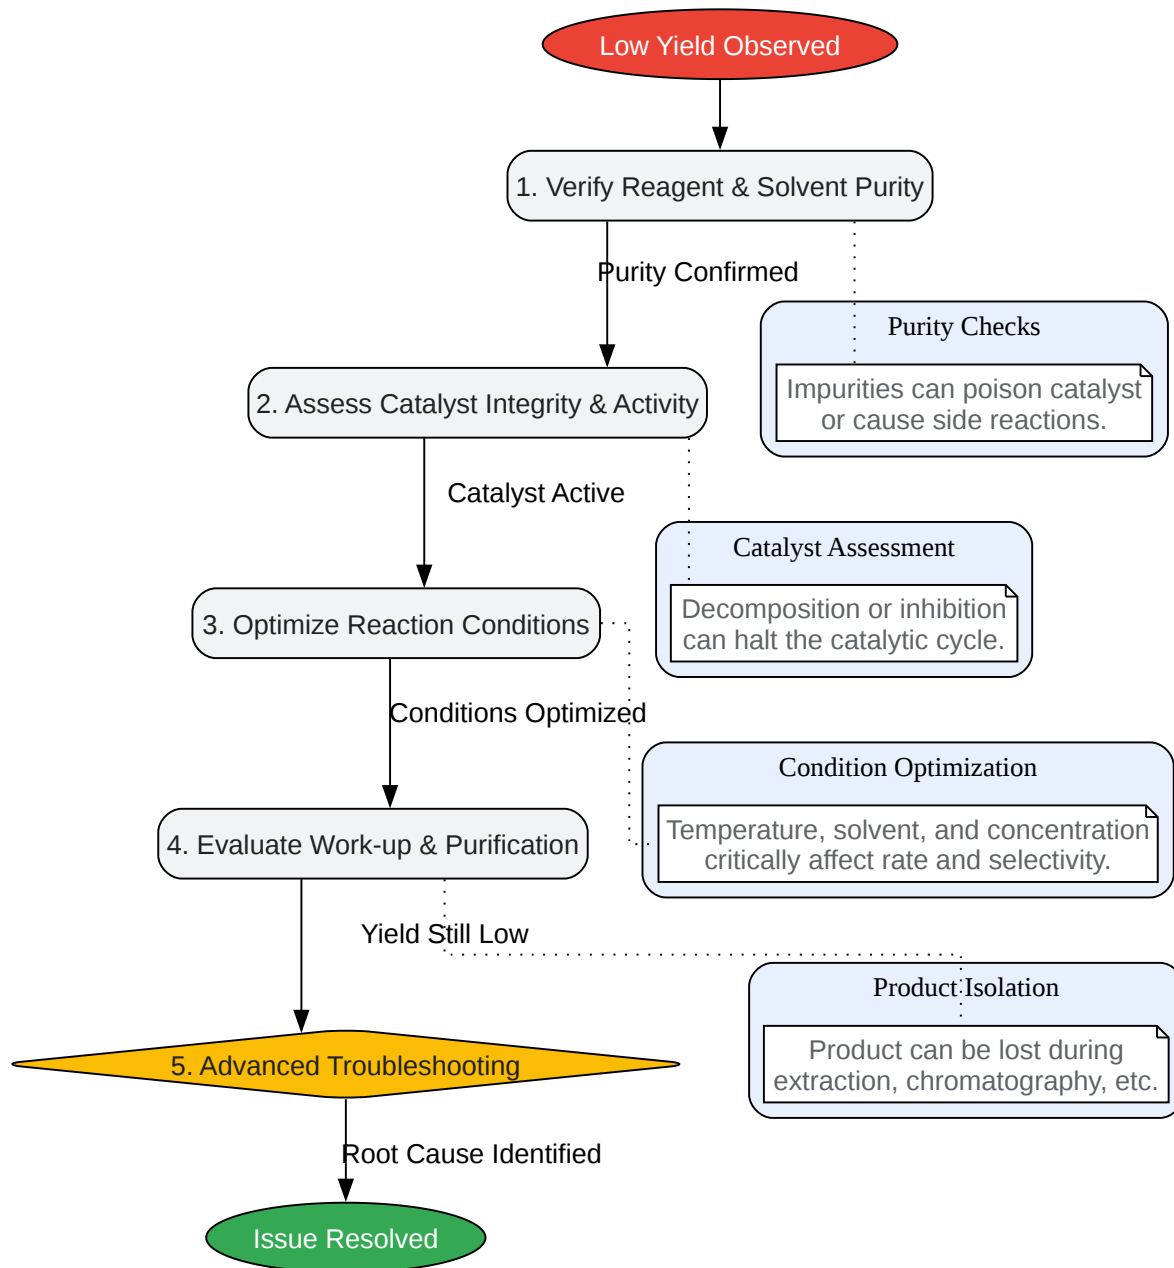 Low Yield Observed
1. Verify Reagent & Solvent Purity
Purity Confirmed
Purity Checks
Impurities can poison catalyst
or cause side reactions.
2. Assess Catalyst Integrity & Activity
Catalyst Active
Catalyst Assessment
Decomposition or inhibition
can halt the catalytic cycle.
3. Optimize Reaction Conditions
Conditions Optimized
Condition Optimization
Temperature, solvent, and concentration
critically affect rate and selectivity.
4. Evaluate Work-up & Purification
Yield Still Low
Product Isolation
Product can be lost during
extraction, chromatography, etc.
5. Advanced Troubleshooting
Root Cause Identified
Issue Resolved